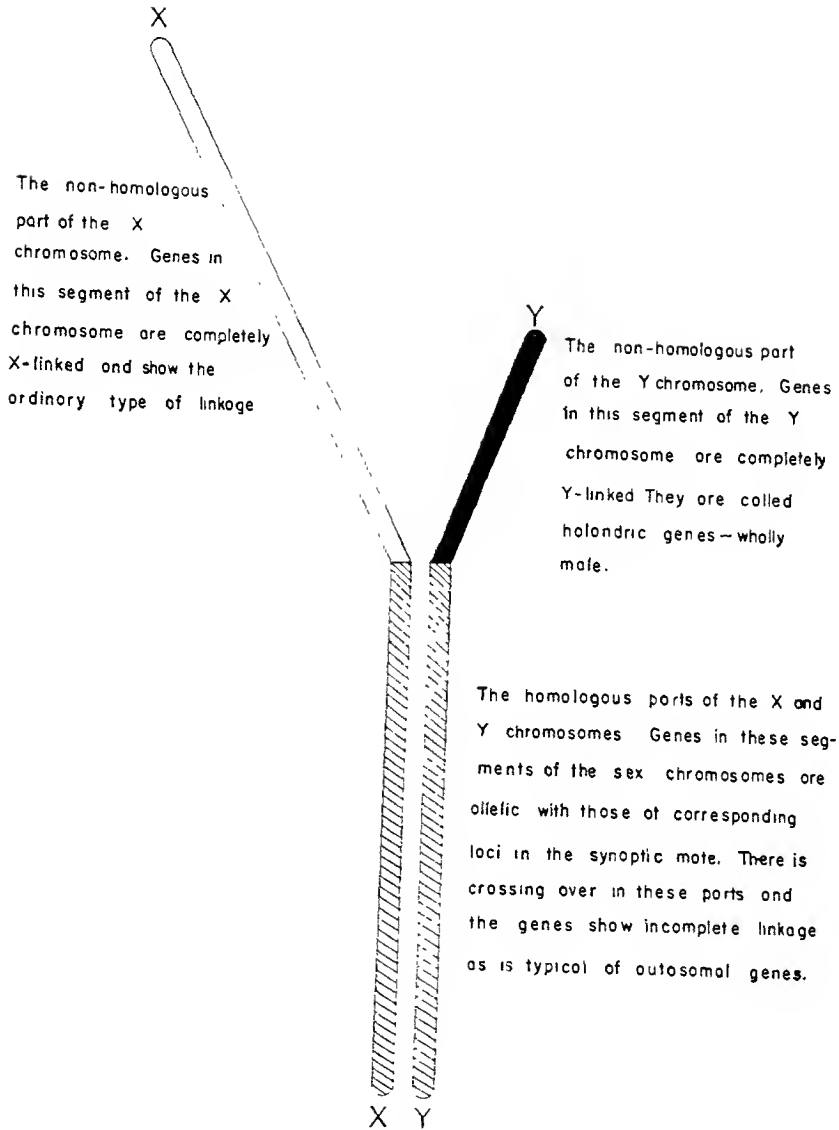 X
The non-homologous
part of the X
chromosome. Genes in
this segment of the X
chromosome are completely
X-linked and show the
ordinary type of linkage
Y
The non-homologous part
of the Y chromosome. Genes
in this segment of the Y
chromosome are completely
Y-linked They are called
holandric genes – wholly
male.
The homologous parts of the X and
Y chromosomes Genes in these seg-
ments of the sex chromosomes are
allelic with those of corresponding
loci in the synaptic mate. There is
crossing over in these parts and
the genes show incomplete linkage
as is typical of autosomal genes.
X Y